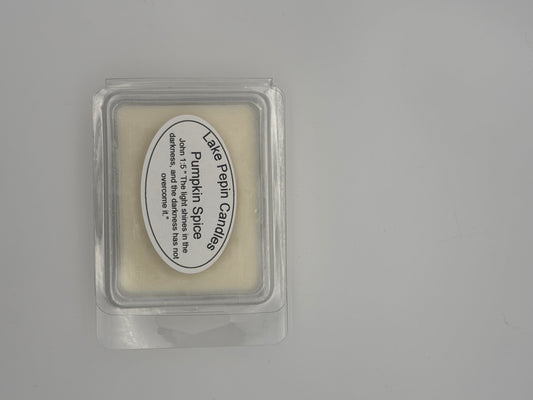 Lake Pepin Candles
Pumpkin Spice
John 1:5 " The light shines in the
darkness, and the darkness has not
overcome it."